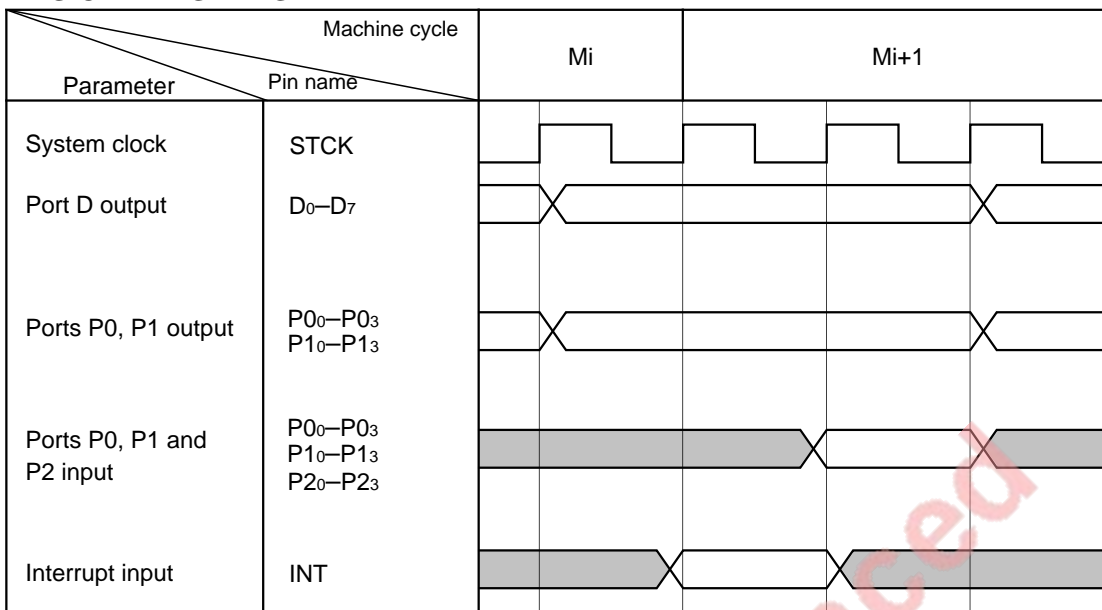 Machine cycle
Parameter
Pin name
Mi
Mi+1
System clock
STCK
Port D output
D0–D7
Ports P0, P1 output
P00–P03
P10–P13
Ports P0, P1 and
P2 input
P00–P03
P10–P13
P20–P23
Interrupt input
INT